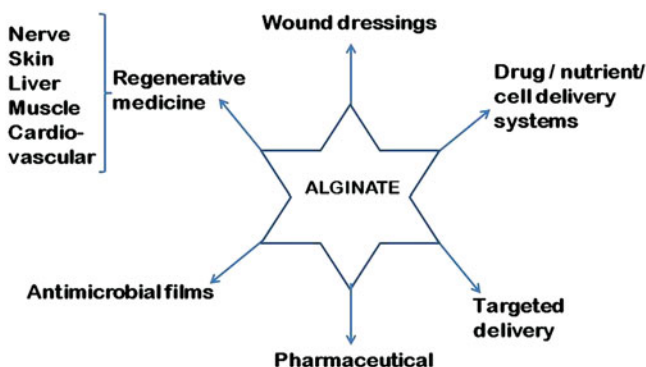 Wound dressings
Nerve
Skin
Liver
Muscle
Cardio-
vascular
Regenerative
medicine
Drug / nutrient/
cell delivery
systems
ALGINATE
Antimicrobial films
Targeted
delivery
Pharmaceutical